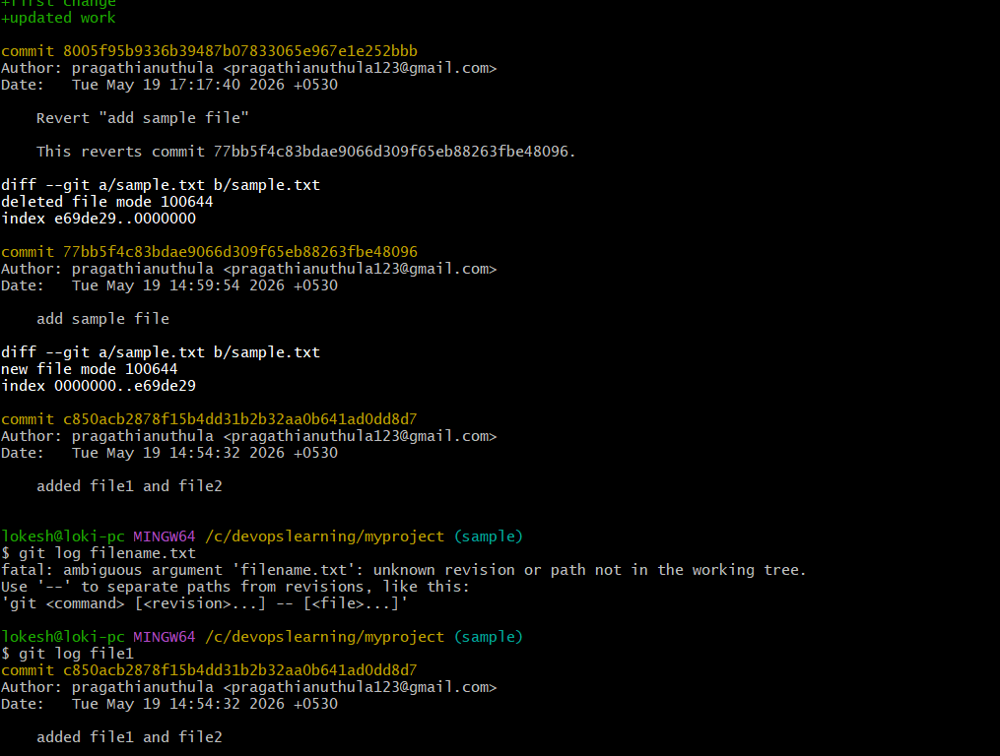 +first change
+updated work
commit 8005f95b9336b39487b07833065e967e1e252bbb
Author: pragathianuthula <pragathianuthula123@gmail.com>
Date:   Tue May 19 17:17:40 2026 +0530
    Revert "add sample file"
    This reverts commit 77bb5f4c83bdae9066d309f65eb88263fbe48096.
diff --git a/sample.txt b/sample.txt
deleted file mode 100644
index e69de29..0000000
commit 77bb5f4c83bdae9066d309f65eb88263fbe48096
Author: pragathianuthula <pragathianuthula123@gmail.com>
Date:   Tue May 19 14:59:54 2026 +0530
    add sample file
diff --git a/sample.txt b/sample.txt
new file mode 100644
index 0000000..e69de29
commit c850acb2878f15b4dd31b2b32aa0b641ad0dd8d7
Author: pragathianuthula <pragathianuthula123@gmail.com>
Date:   Tue May 19 14:54:32 2026 +0530
    added file1 and file2
lokesh@loki-pc MINGW64 /c/devopslearning/myproject (sample)
$ git log filename.txt
fatal: ambiguous argument 'filename.txt': unknown revision or path not in the working tree.
Use '--' to separate paths from revisions, like this:
'git <command> [<revision>...] -- [<file>...]'
lokesh@loki-pc MINGW64 /c/devopslearning/myproject (sample)
$ git log file1
commit c850acb2878f15b4dd31b2b32aa0b641ad0dd8d7
Author: pragathianuthula <pragathianuthula123@gmail.com>
Date:   Tue May 19 14:54:32 2026 +0530
    added file1 and file2